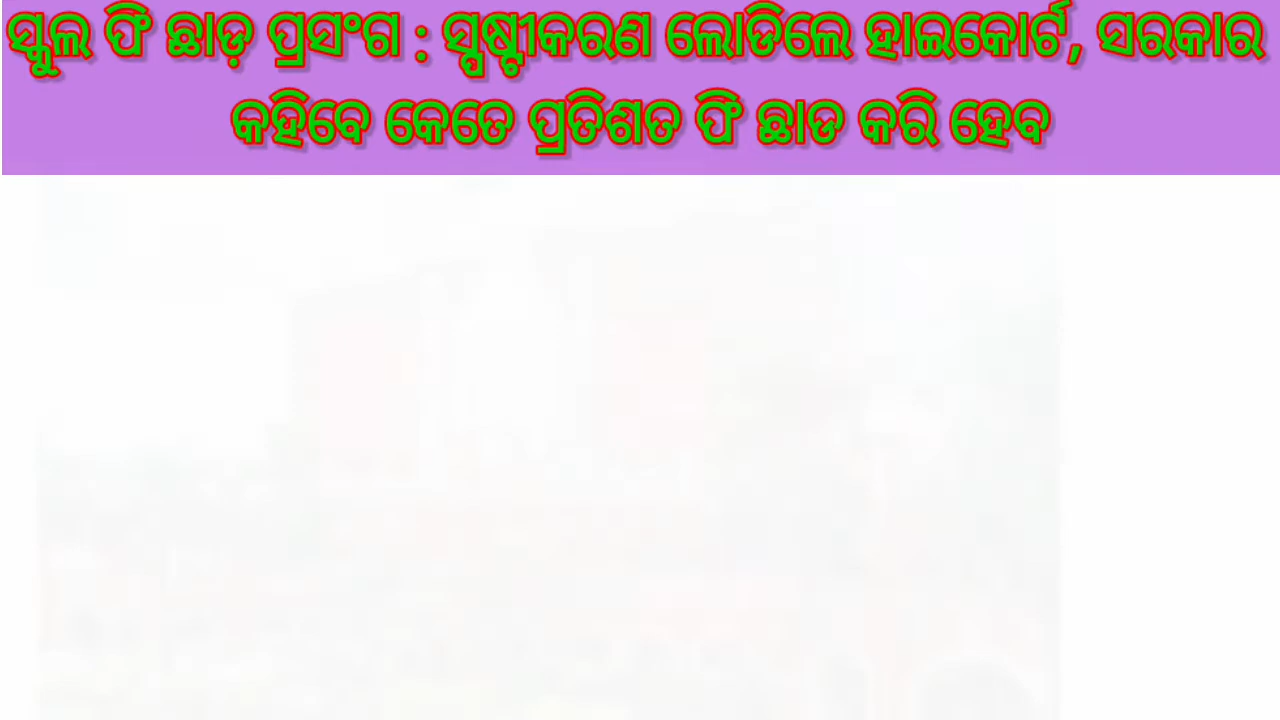 ସ୍କୁଲ ଫି ଛାଡ଼ ପ୍ରସଂଗ : ସ୍ପଷ୍ଟୀକରଣ ଲୋଡିଲେ ହାଇକୋର୍ଟ, ସରକାର
କହିବେ କେତେ ପ୍ରତିଶତ ଫି ଛାଡ କରି ହେବ